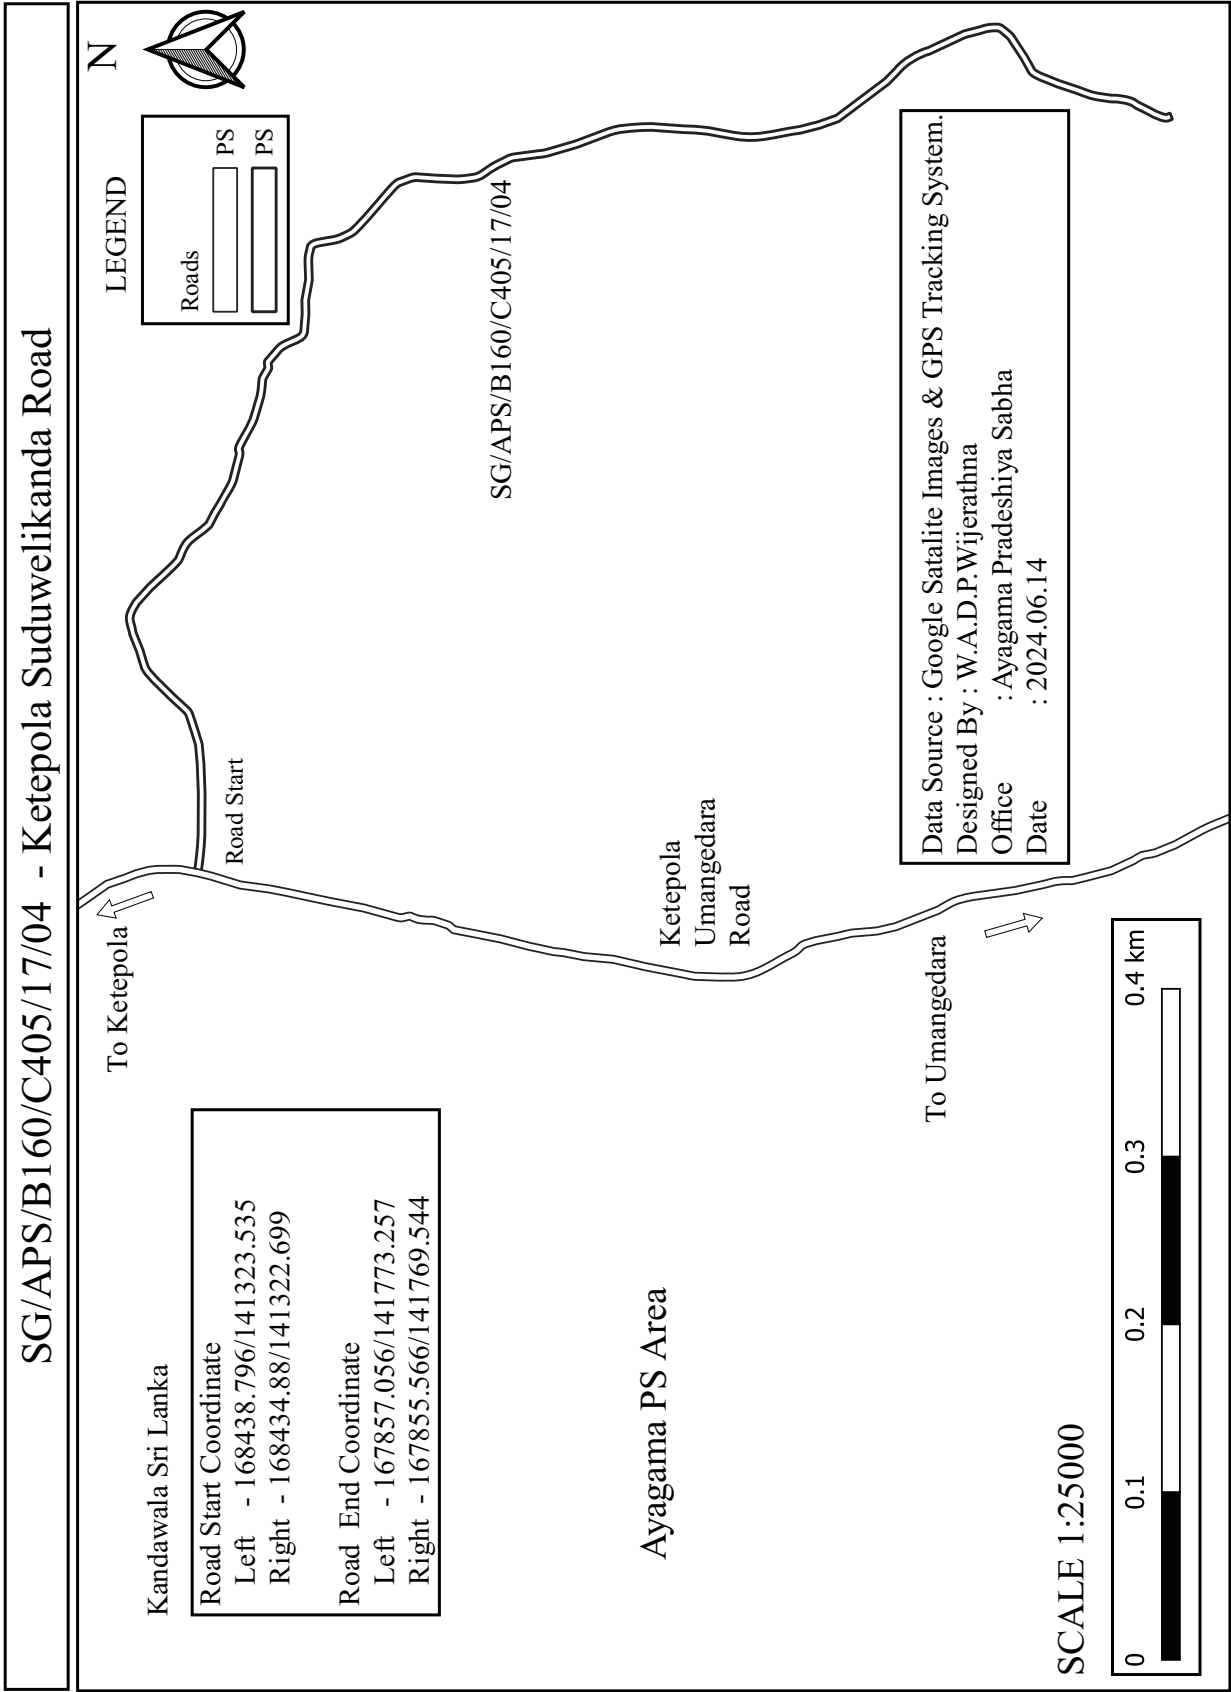 SG/APS/B160/C405/17/04 - Ketepola Suduwelikanda Road
N
LEGEND
Roads
PS
PS
Kandawala Sri Lanka
Road Start Coordinate
Left - 168438.796/141323.535
Right - 168434.88/141322.699
Road End Coordinate
Left - 167857.056/141773.257
Right - 167855.566/141769.544
To Ketepola
Road Start
SG/APS/B160/C405/17/04
Ketepola
Umangedara
Road
Ayagama PS Area
To Umangedara
Data Source : Google Satalite Images & GPS Tracking System.
Designed By : W.A.D.P.Wijerathna
Office : Ayagama Pradeshiya Sabha
Date : 2024.06.14
SCALE 1:25000
0 0.1 0.2 0.3 0.4 km